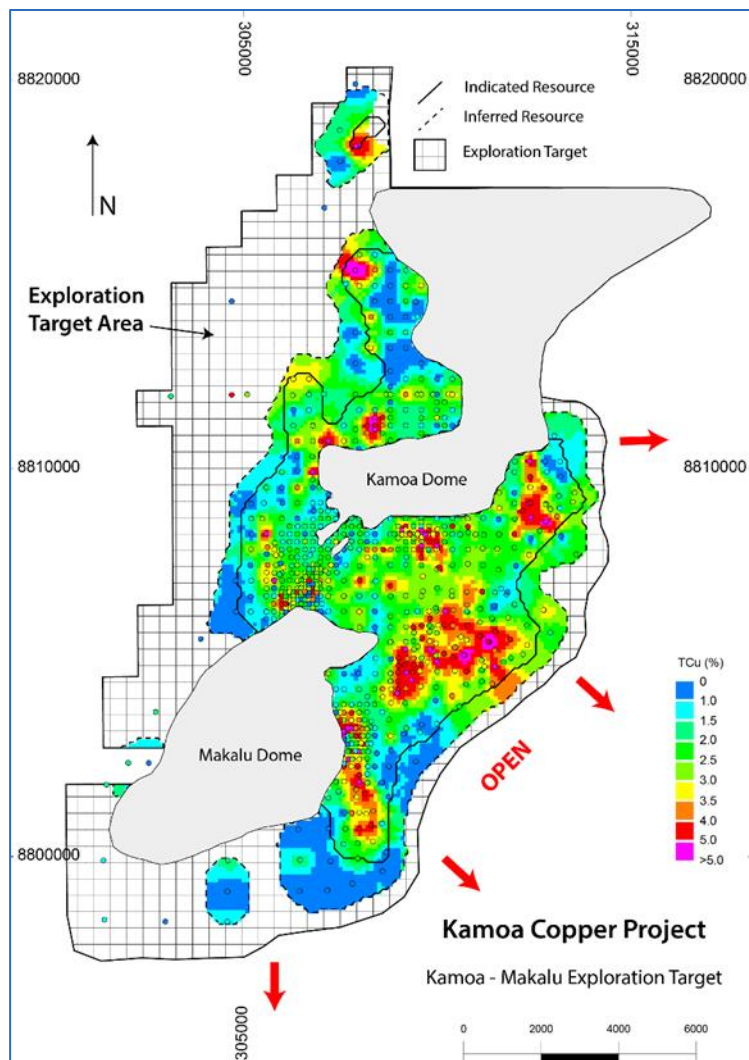 305000
315000
8820000
8820000
Indicated Resource
Inferred Resource
Exploration Target
N
Exploration
Target Area
8810000
8810000
Kamoa Dome
TCu (%)
0
1.0
1.5
2.0
2.5
3.0
3.5
4.0
5.0
>5.0
Makalu Dome
OPEN
8800000
Kamoa Copper Project
Kamoa - Makalu Exploration Target
305000
0
2000
4000
6000